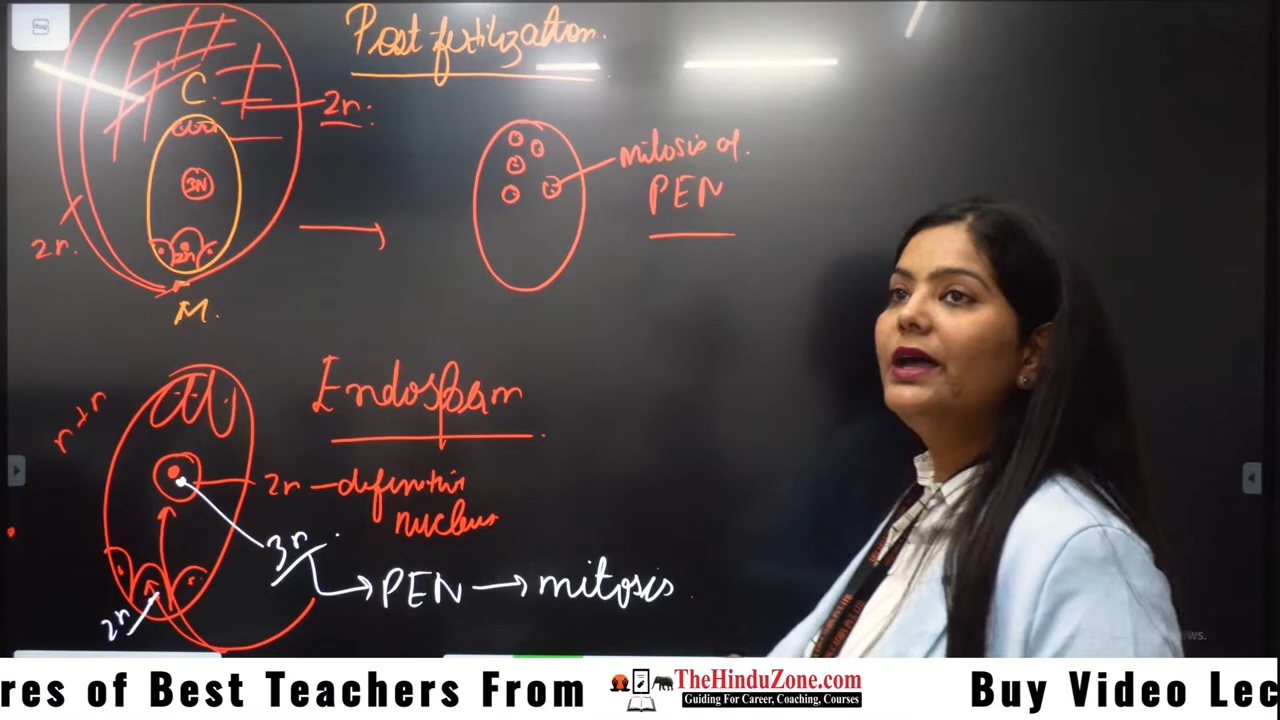 Post fertilization.
C.
2n.
3N
mitosis of.
PEN
2n.
2n
M.
Endosperm
n+n
2n – definitive
nucleus
3n
PEN → mitosis
2n
res of Best Teachers From
TheHinduZone.com
Guiding For Career, Coaching, Courses
Buy Video Lec